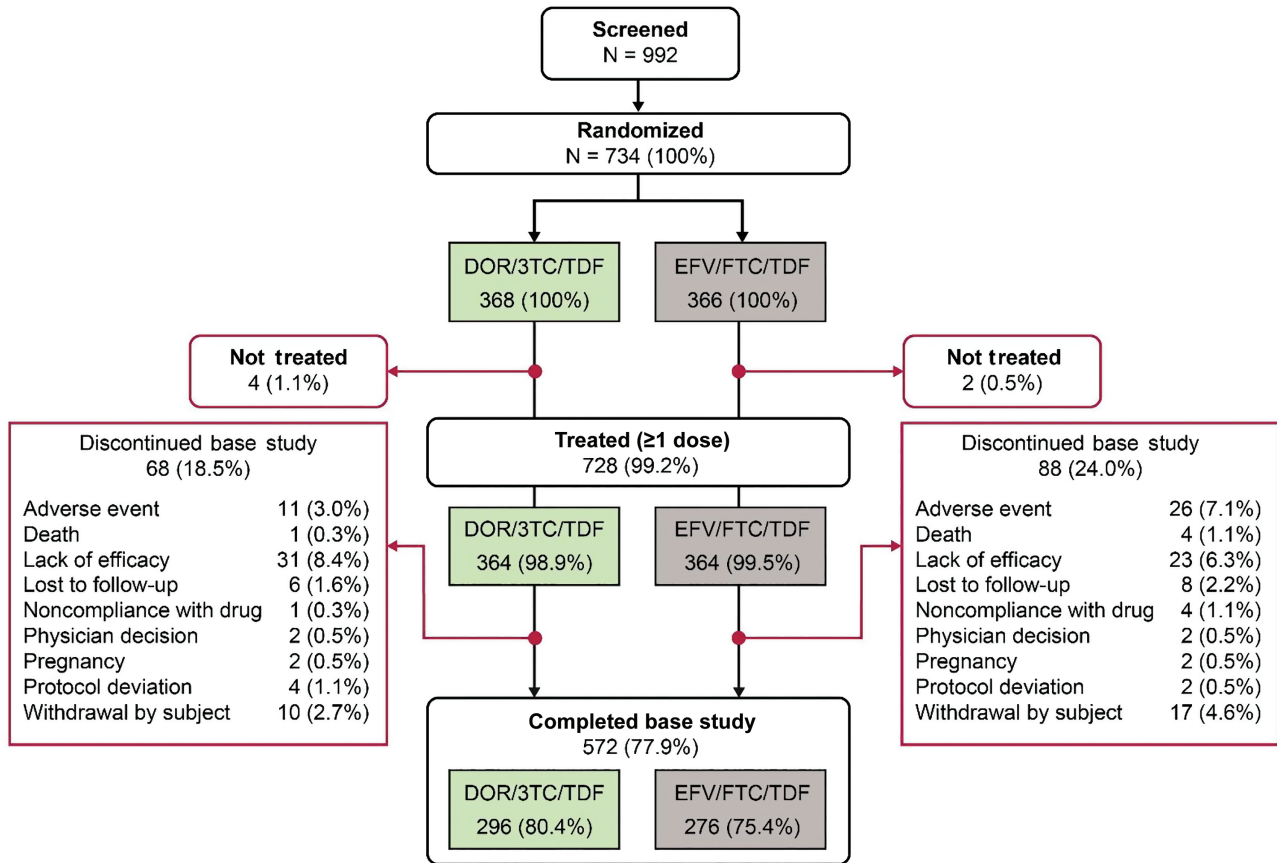 Screened
N = 992
Randomized
N = 734 (100%)
DOR/3TC/TDF
368 (100%)
EFV/FTC/TDF
366 (100%)
Not treated
4 (1.1%)
Not treated
2 (0.5%)
Treated (≥1 dose)
728 (99.2%)
DOR/3TC/TDF
364 (98.9%)
EFV/FTC/TDF
364 (99.5%)
Discontinued base study
68 (18.5%)
Adverse event 11 (3.0%)
Death 1 (0.3%)
Lack of efficacy 31 (8.4%)
Lost to follow-up 6 (1.6%)
Noncompliance with drug 1 (0.3%)
Physician decision 2 (0.5%)
Pregnancy 2 (0.5%)
Protocol deviation 4 (1.1%)
Withdrawal by subject 10 (2.7%)
Discontinued base study
88 (24.0%)
Adverse event 26 (7.1%)
Death 4 (1.1%)
Lack of efficacy 23 (6.3%)
Lost to follow-up 8 (2.2%)
Noncompliance with drug 4 (1.1%)
Physician decision 2 (0.5%)
Pregnancy 2 (0.5%)
Protocol deviation 2 (0.5%)
Withdrawal by subject 17 (4.6%)
Completed base study
572 (77.9%)
DOR/3TC/TDF
296 (80.4%)
EFV/FTC/TDF
276 (75.4%)